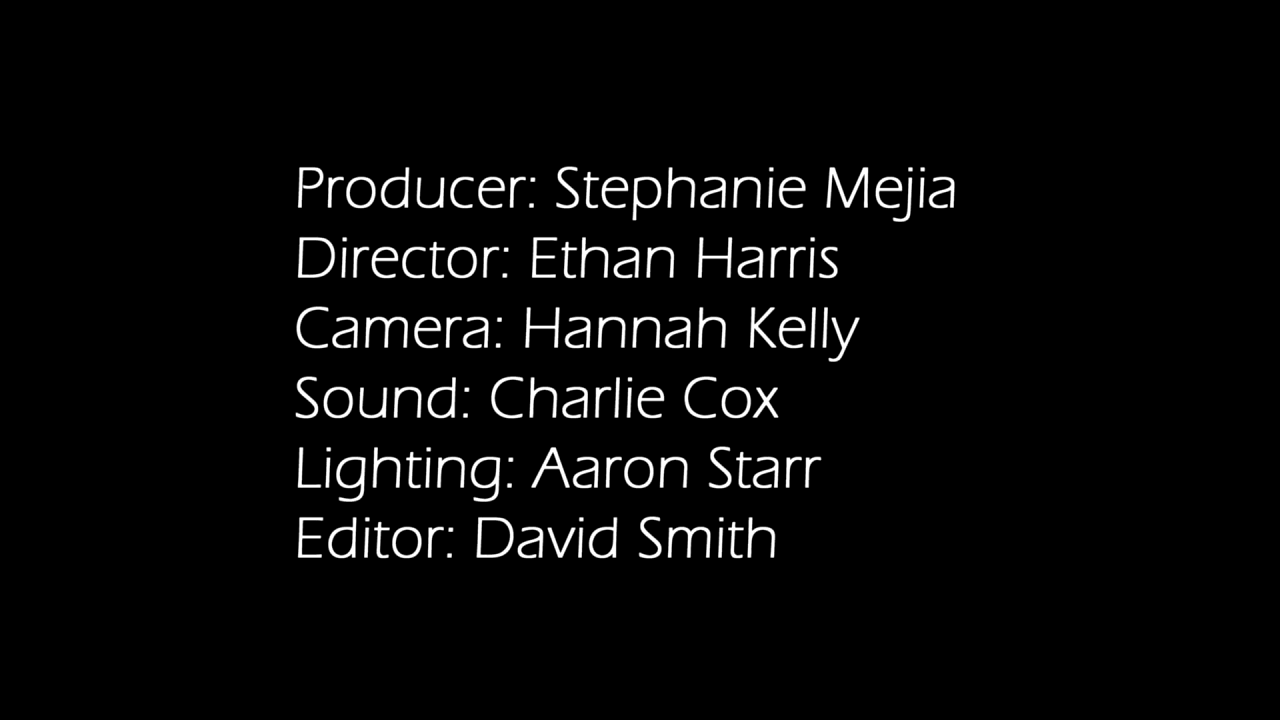 Producer: Stephanie Mejia
Director: Ethan Harris
Camera: Hannah Kelly
Sound: Charlie Cox
Lighting: Aaron Starr
Editor: David Smith